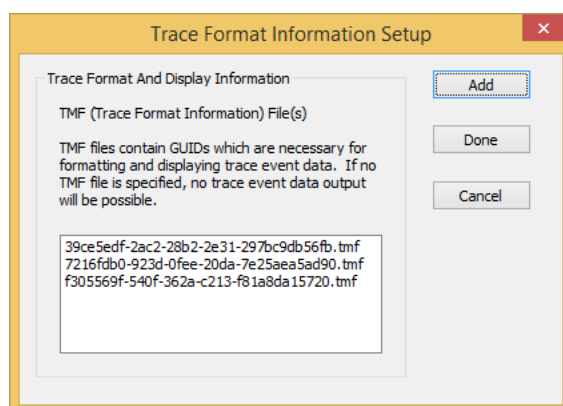 Trace Format Information Setup
Trace Format And Display Information
TMF (Trace Format Information) File(s)
TMF files contain GUIDs which are necessary for
formatting and displaying trace event data. If no
TMF file is specified, no trace event data output
will be possible.
39ce5edf-2ac2-28b2-2e31-297bc9db56fb.tmf
7216fdb0-923d-0fee-20da-7e25aea5ad90.tmf
f305569f-540f-362a-c213-f81a8da15720.tmf
Add
Done
Cancel